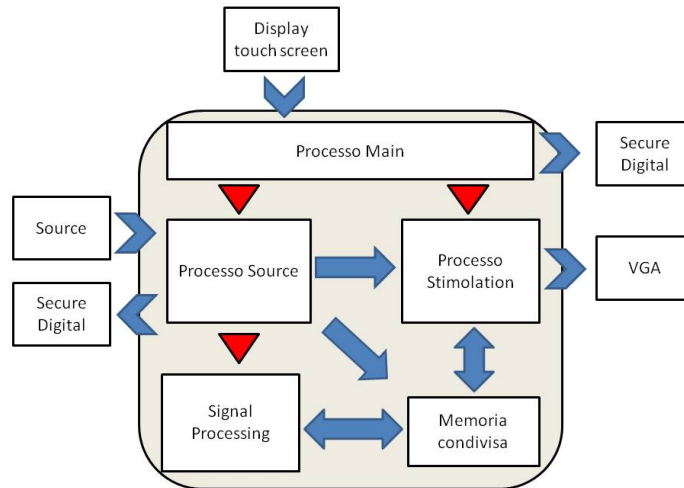 Display
touch screen
Processo Main
Secure
Digital
Source
Processo Source
Processo
Stimolation
VGA
Secure
Digital
Signal
Processing
Memoria
condivisa